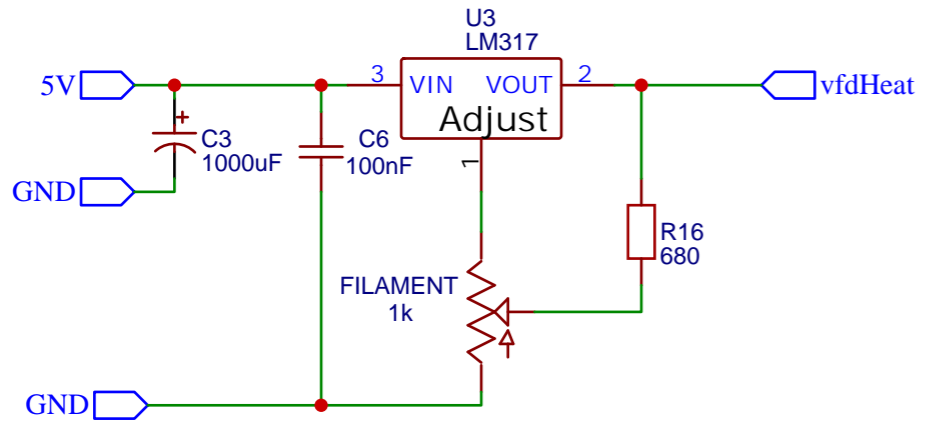 U3
LM317
5V
3
VIN
VOUT
2
vfdHeat
Adjust
+
C3
1000uF
C6
100nF
1
GND
R16
680
FILAMENT
1k
GND